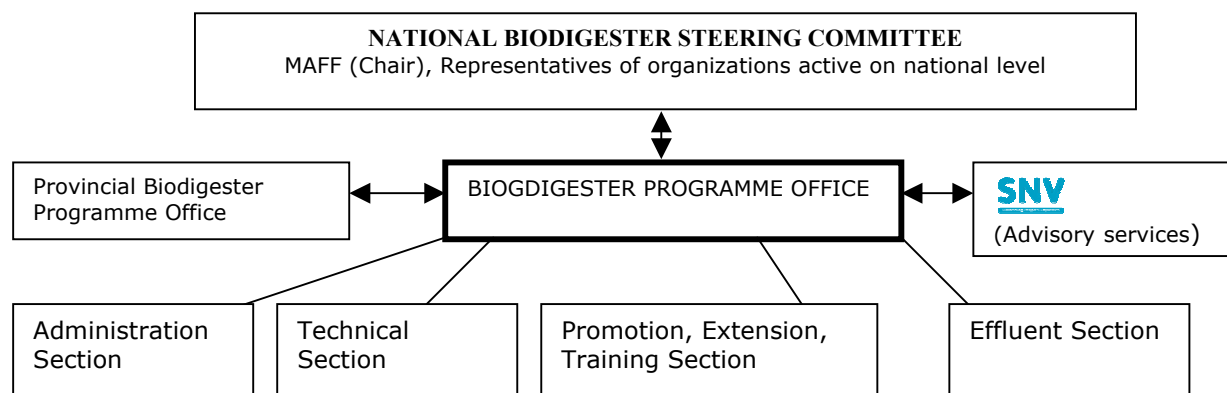 NATIONAL BIODIGESTER STEERING COMMITTEE
MAFF (Chair), Representatives of organizations active on national level
Provincial Biodigester
Programme Office
BIOGDIGESTER PROGRAMME OFFICE
SNV
(Advisory services)
Administration
Section
Technical
Section
Promotion, Extension,
Training Section
Effluent Section